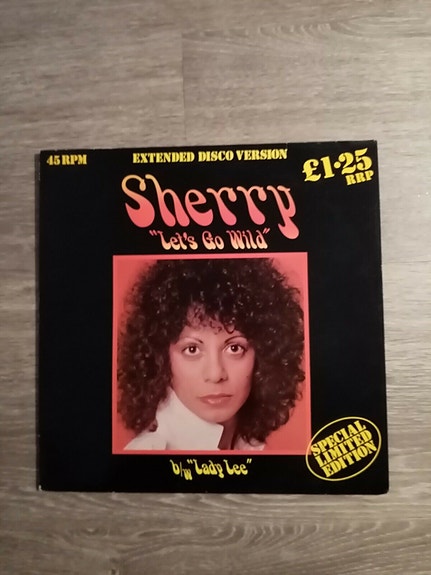 45 RPM
EXTENDED DISCO VERSION
£1·25
RRP
Sherry
"Let's Go Wild"
b/w "Lady Lee"
SPECIAL
LIMITED
EDITION